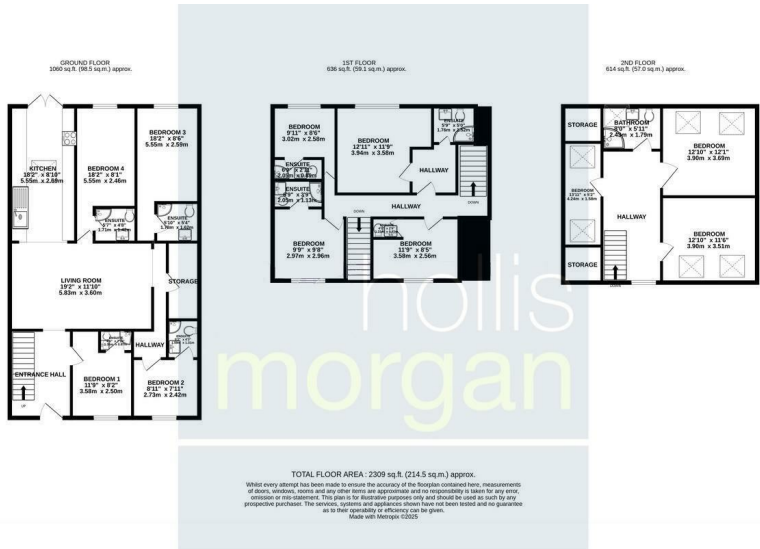 GROUND FLOOR
1060 sq.ft. (98.5 sq.m.) approx.
1ST FLOOR
636 sq.ft. (59.1 sq.m.) approx.
2ND FLOOR
614 sq.ft. (57.0 sq.m.) approx.
KITCHEN
18'2" x 8'10"
5.55m x 2.69m
BEDROOM 4
18'2" x 8'1"
5.55m x 2.46m
BEDROOM 3
18'2" x 8'6"
5.55m x 2.59m
ENSUITE
ENSUITE
LIVING ROOM
19'2" x 11'10"
5.83m x 3.60m
STORAGE
ENTRANCE HALL
UP
BEDROOM 1
11'9" x 8'2"
3.58m x 2.50m
HALLWAY
BEDROOM 2
8'11" x 7'11"
2.73m x 2.42m
BEDROOM
9'11" x 8'6"
3.02m x 2.56m
BEDROOM
12'11" x 11'9"
3.94m x 3.58m
ENSUITE
ENSUITE
HALLWAY
DOWN
HALLWAY
DOWN
BEDROOM
9'9" x 9'8"
2.97m x 2.96m
BEDROOM
11'9" x 8'5"
3.58m x 2.56m
STORAGE
BATHROOM
8'0" x 5'11"
2.43m x 1.79m
BEDROOM
12'10" x 12'1"
3.90m x 3.69m
BEDROOM
4.24m x 1.58m
HALLWAY
BEDROOM
12'10" x 11'6"
3.90m x 3.51m
STORAGE
DOWN
hollis
morgan
TOTAL FLOOR AREA : 2309 sq.ft. (214.5 sq.m.) approx.
Whilst every attempt has been made to ensure the accuracy of the floorplan contained here, measurements
of doors, windows, rooms and any other items are approximate and no responsibility is taken for any error,
omission or mis-statement. This plan is for illustrative purposes only and should be used as such by any
prospective purchaser. The services, systems and appliances shown have not been tested and no guarantee
as to their operability or efficiency can be given.
Made with Metropix ©2025